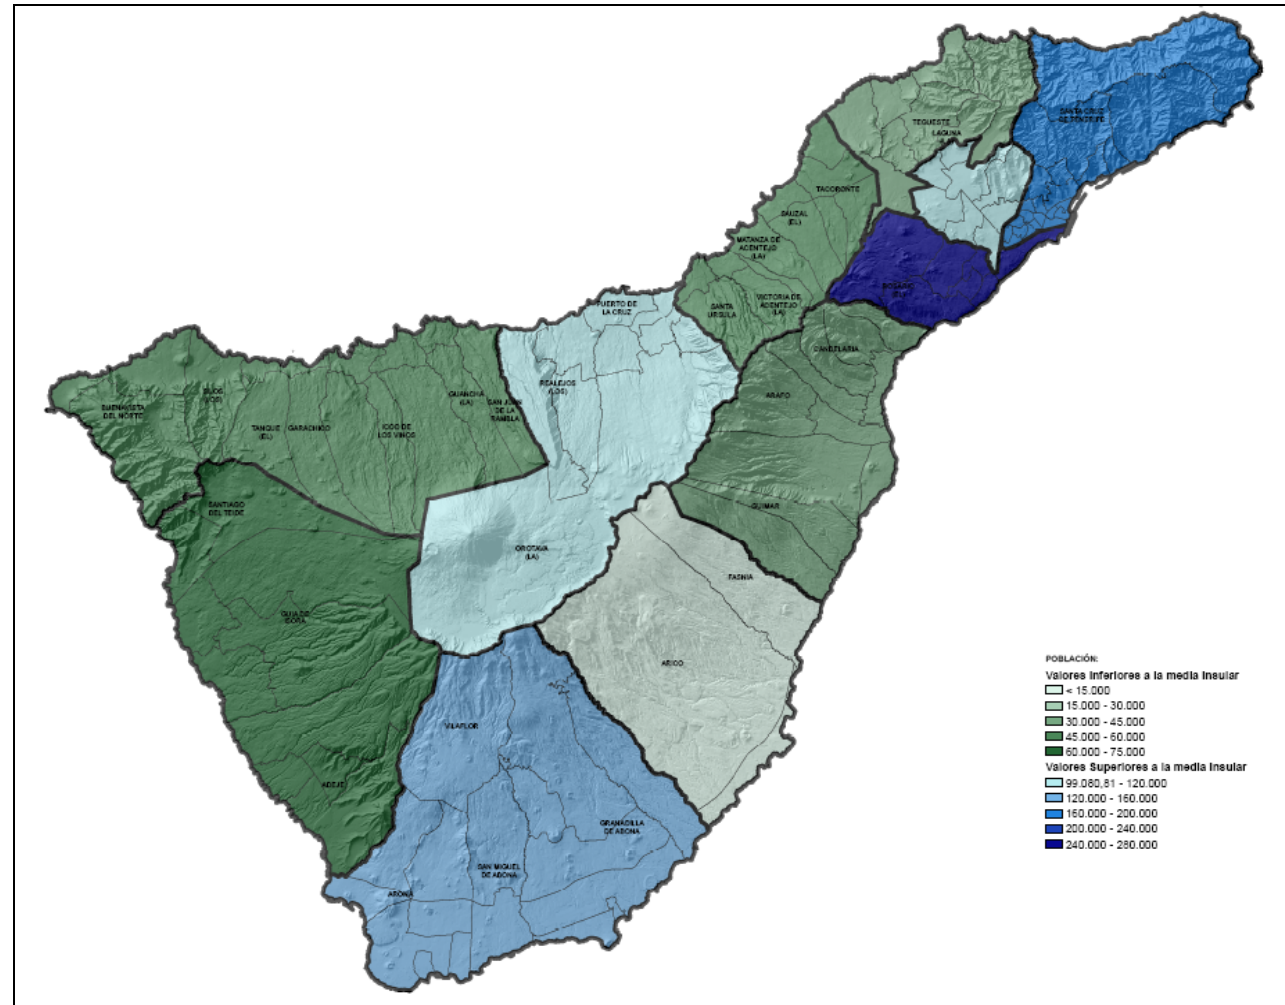 SANTA CRUZ
DE TENERIFE
TEGUESTE
LAGUNA
TACORONTE
SAUZAL
(EL)
MATANZA DE
ACENTEJO
(LA)
SANTA
URSULA
VICTORIA DE
ACENTEJO
(LA)
ROSARIO
(EL)
PUERTO DE
LA CRUZ
REALEJOS
(LOS)
CANDELARIA
ARAFO
GUIMAR
BUENAVISTA
DEL NORTE
SILOS
(LOS)
TANQUE
(EL)
GARACHICO
ICOD DE
LOS VINOS
GUANCHA
(LA)
SAN JUAN
DE LA
RAMBLA
SANTIAGO
DEL TEIDE
OROTAVA
(LA)
FASNIA
GUIA DE
ISORA
ARICO
VILAFLOR
ADEJE
GRANADILLA
DE ABONA
SAN MIGUEL
DE ABONA
ARONA
POBLACIÓN:
Valores Inferiores a la media Insular
< 15.000
15.000 - 30.000
30.000 - 45.000
45.000 - 60.000
60.000 - 75.000
Valores Superiores a la media Insular
99.080,81 - 120.000
120.000 - 160.000
160.000 - 200.000
200.000 - 240.000
240.000 - 280.000